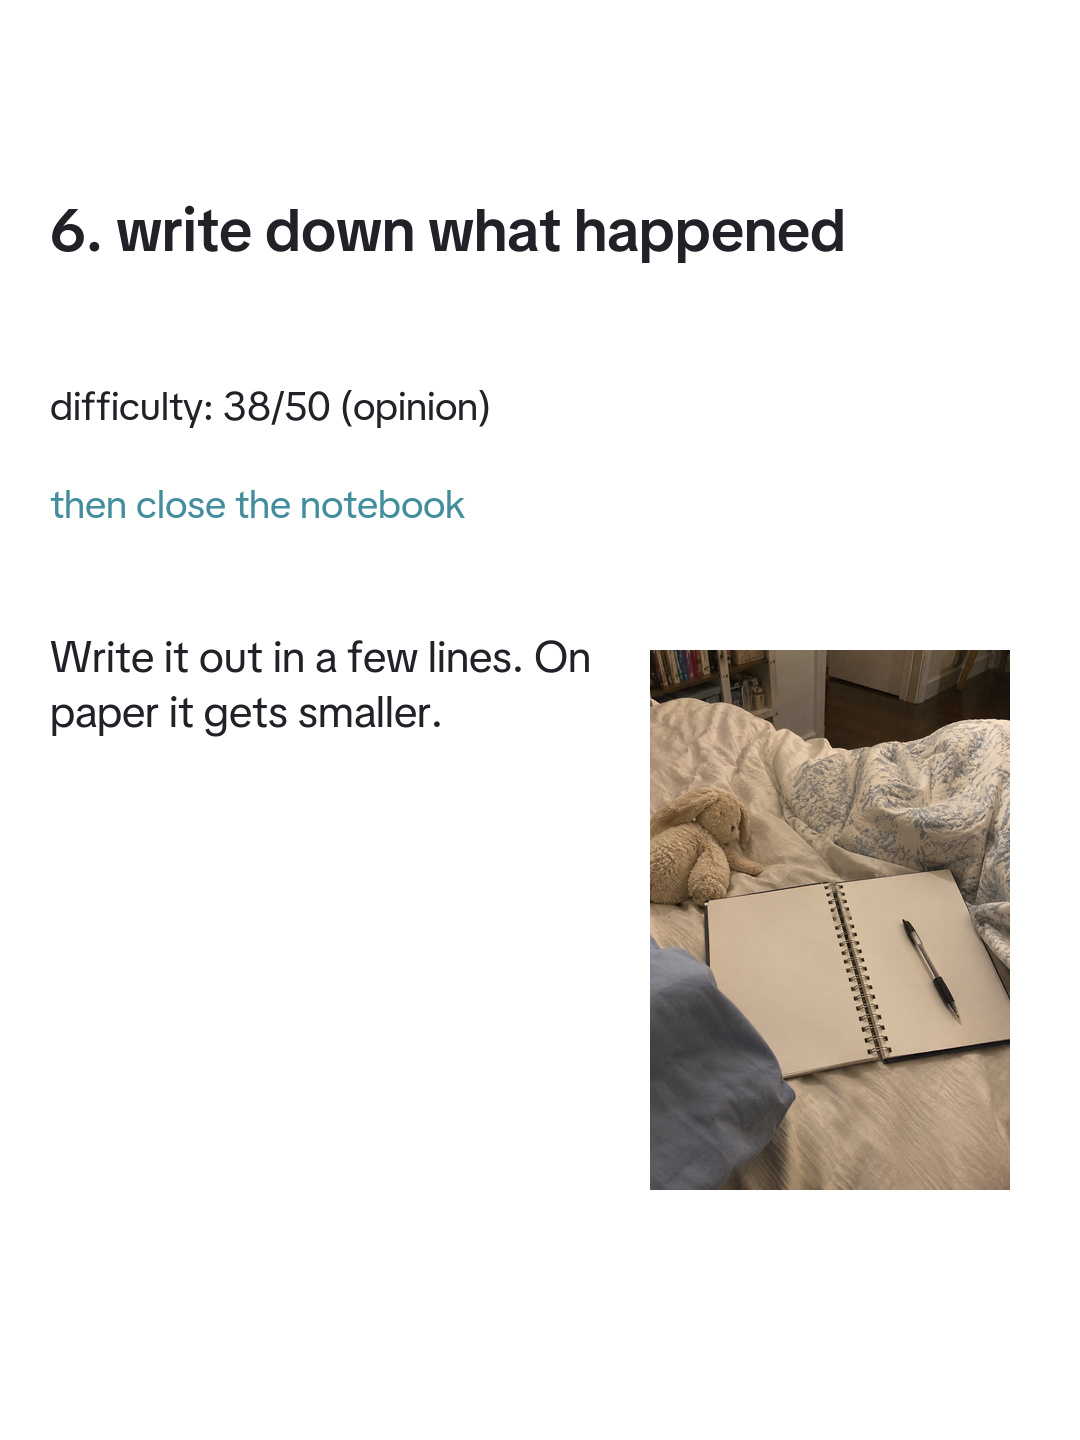 6. write down what happened
difficulty: 38/50 (opinion)
then close the notebook
Write it out in a few lines. On
paper it gets smaller.